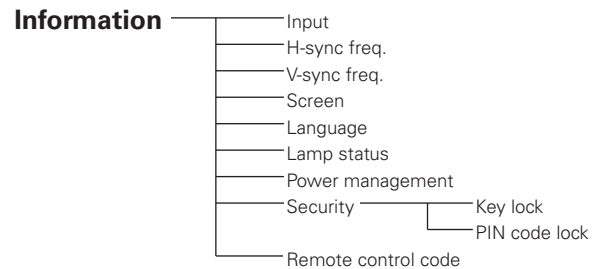 Information
Input
H-sync freq.
V-sync freq.
Screen
Language
Lamp status
Power management
Security
Key lock
PIN code lock
Remote control code